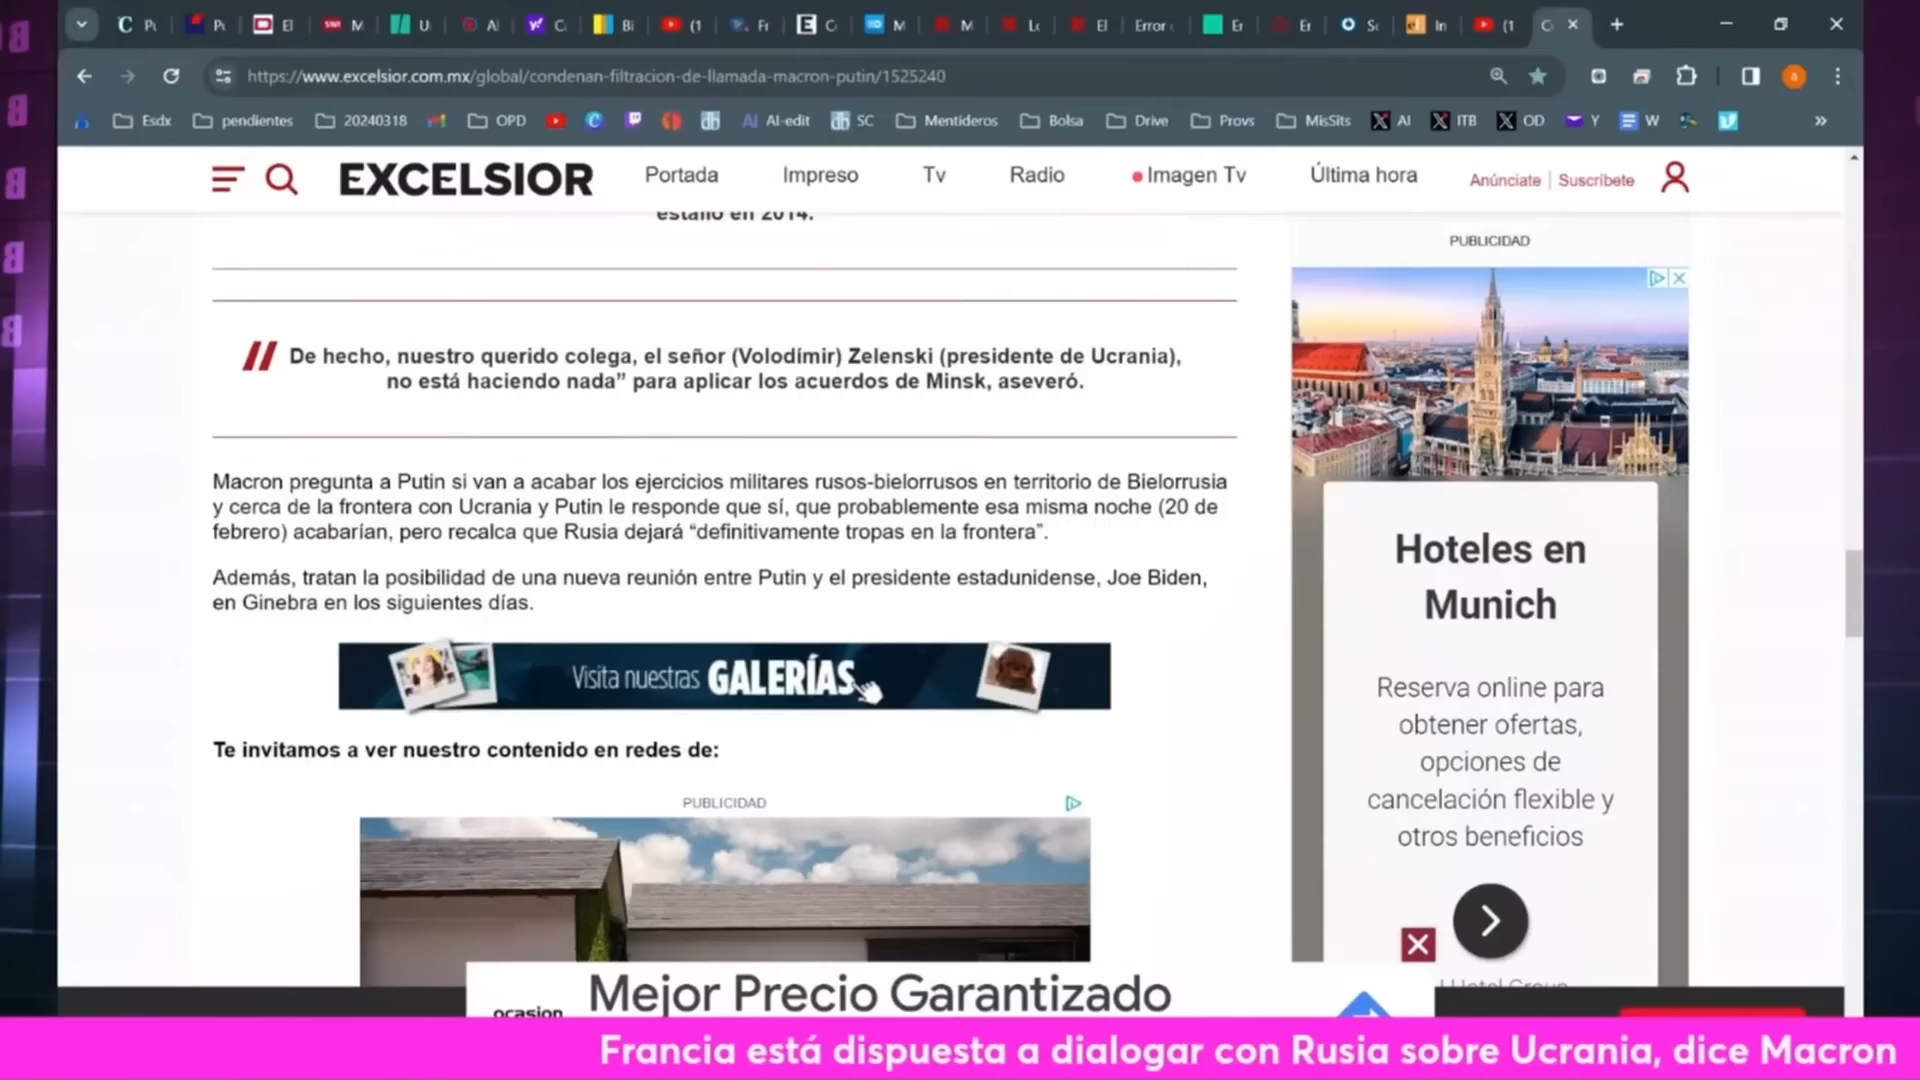 Error
https://www.excelsior.com.mx/global/condenan-filtracion-de-llamada-macron-putin/1525240
Esdx pendientes 20240318 OPD AI-edit SC Mentideros Bolsa Drive Provs MisSits AI ITB OD Y W »
EXCELSIOR Portada Impreso Tv Radio Imagen Tv Última hora Anúnciate | Suscríbete
estalló en 2014.
PUBLICIDAD
De hecho, nuestro querido colega, el señor (Volodímir) Zelenski (presidente de Ucrania),
no está haciendo nada” para aplicar los acuerdos de Minsk, aseveró.
Macron pregunta a Putin si van a acabar los ejercicios militares rusos-bielorrusos en territorio de Bielorrusia
y cerca de la frontera con Ucrania y Putin le responde que sí, que probablemente esa misma noche (20 de
febrero) acabarían, pero recalca que Rusia dejará “definitivamente tropas en la frontera”.
Además, tratan la posibilidad de una nueva reunión entre Putin y el presidente estadunidense, Joe Biden,
en Ginebra en los siguientes días.
Visita nuestras GALERÍAS
Te invitamos a ver nuestro contenido en redes de:
PUBLICIDAD
Hoteles en
Munich
Reserva online para
obtener ofertas,
opciones de
cancelación flexible y
otros beneficios
Mejor Precio Garantizado
ocasion
Francia está dispuesta a dialogar con Rusia sobre Ucrania, dice Macron